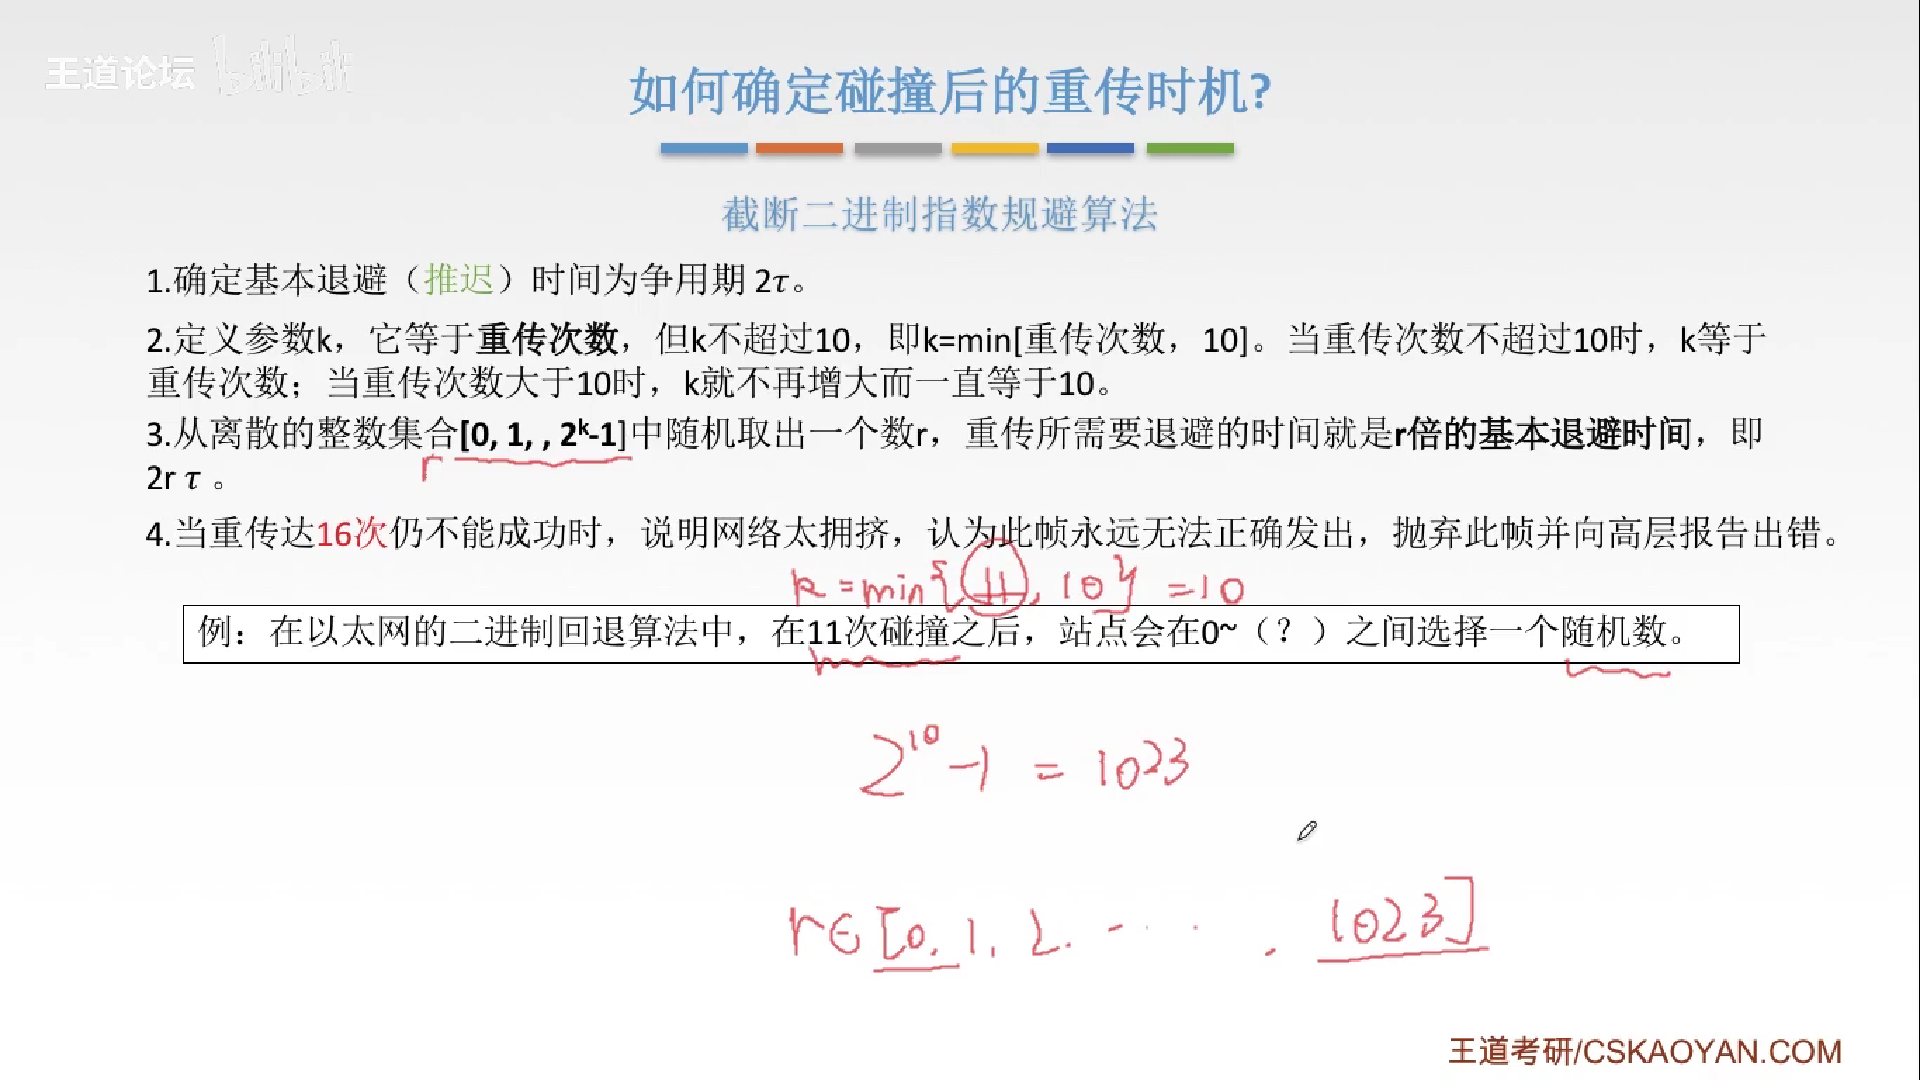 王道论坛 bilibili
如何确定碰撞后的重传时机?
截断二进制指数规避算法
1.确定基本退避（推迟）时间为争用期 2τ。
2.定义参数k，它等于重传次数，但k不超过10，即k=min[重传次数，10]。当重传次数不超过10时，k等于
重传次数；当重传次数大于10时，k就不再增大而一直等于10。
3.从离散的整数集合[0, 1, , 2ᵏ-1]中随机取出一个数r，重传所需要退避的时间就是r倍的基本退避时间，即
r
2r τ 。
4.当重传达16次仍不能成功时，说明网络太拥挤，认为此帧永远无法正确发出，抛弃此帧并向高层报告出错。
k=min{11, 10}=10
例：在以太网的二进制回退算法中，在11次碰撞之后，站点会在0~（？）之间选择一个随机数。
2¹⁰-1 = 1023
r∈[0, 1, 2. ···· . 1023]
王道考研/CSKAOYAN.COM